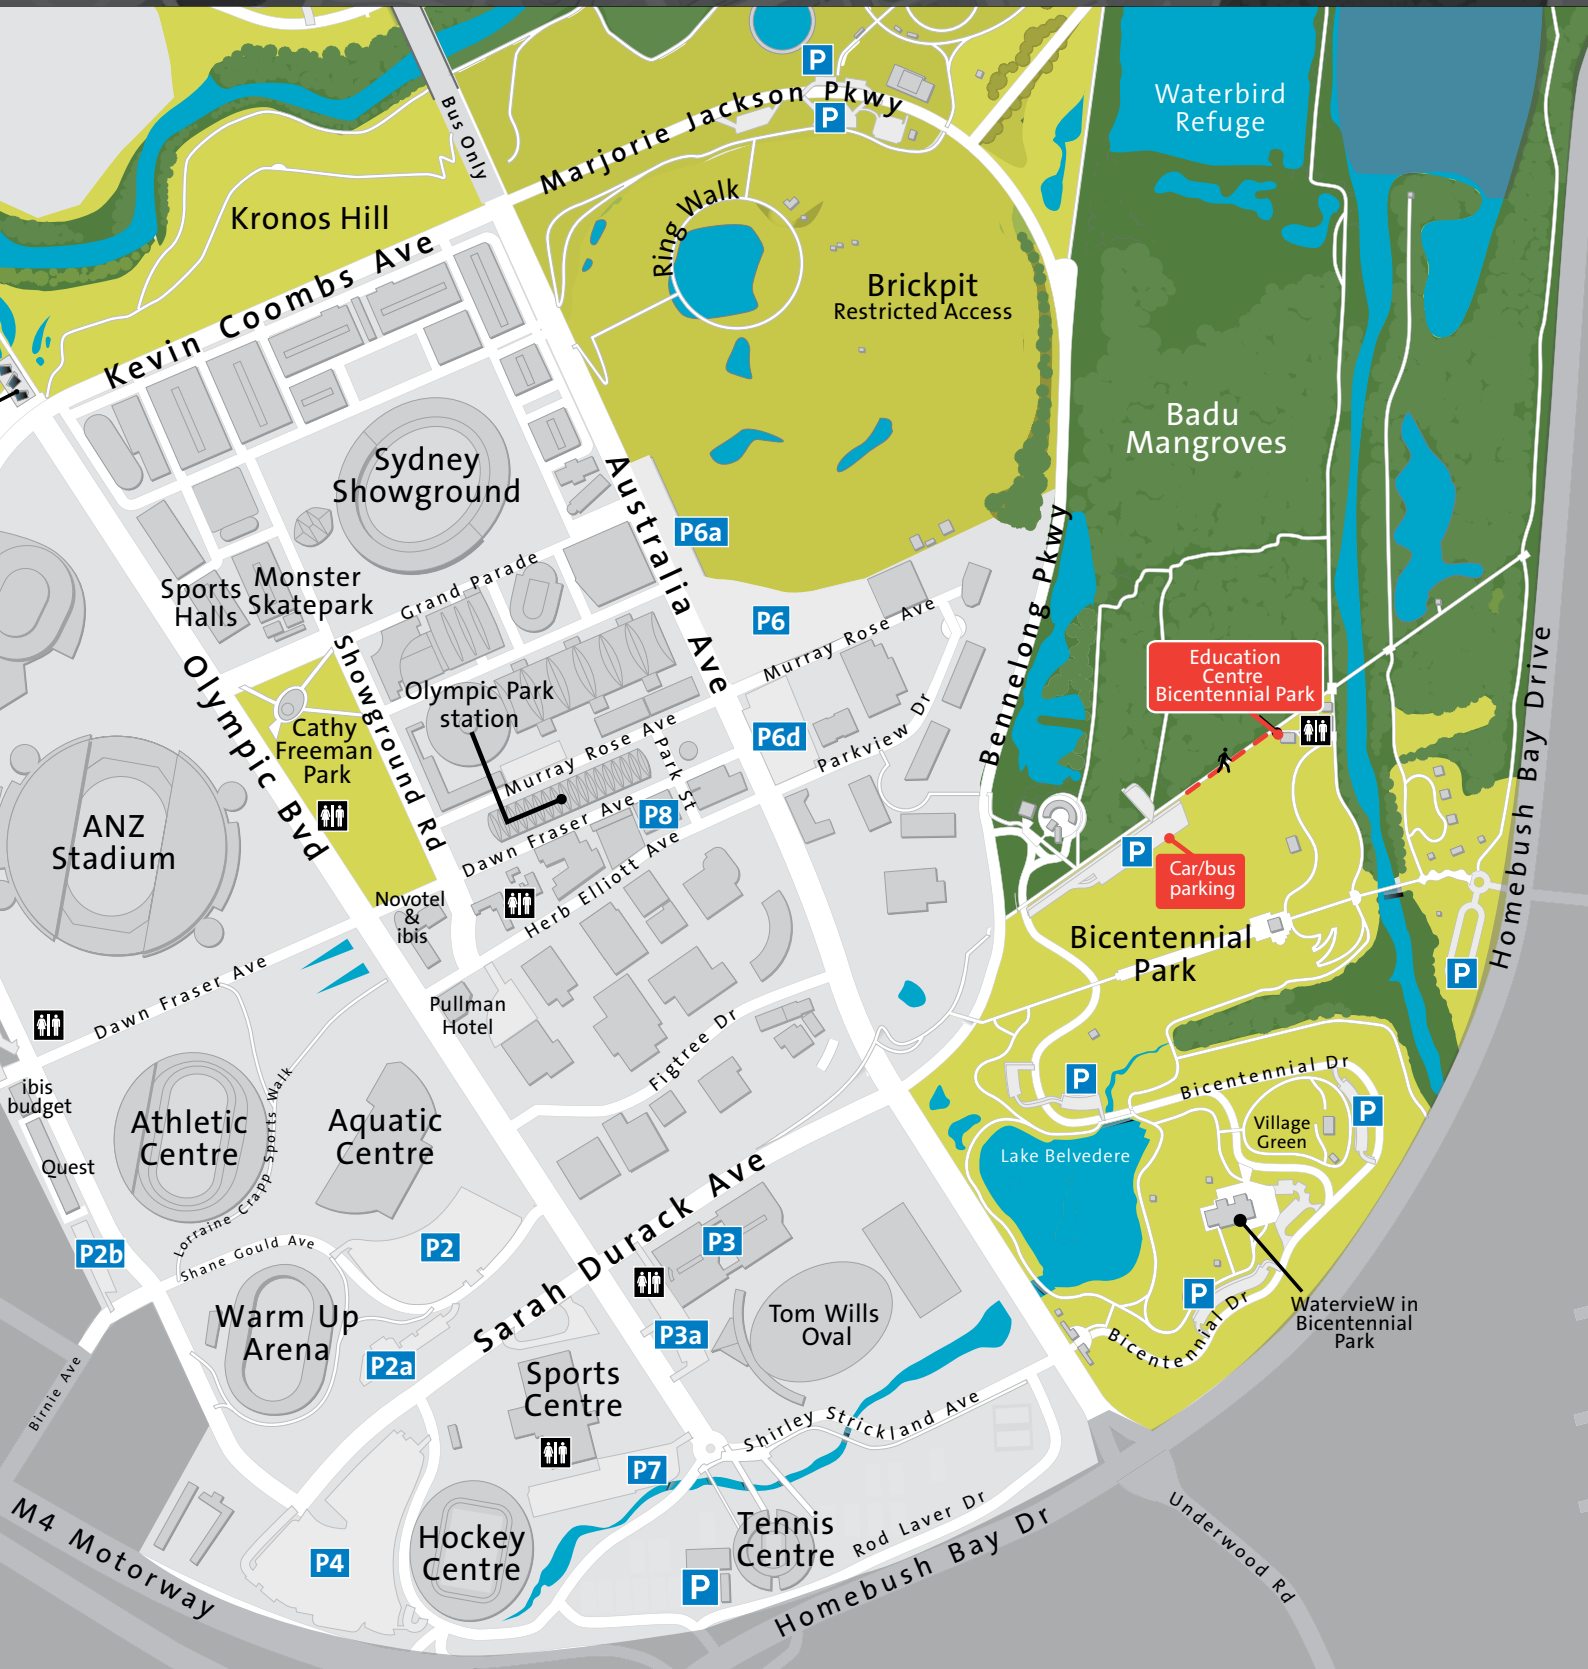 P
Marjorie Jackson Pkwy
P
Bus Only
Waterbird
Refuge
Kronos Hill
Ring Walk
Kevin Coombs Ave
Brickpit
Restricted Access
Badu
Mangroves
Sydney
Showground
Australia Ave
P6a
Bennelong Pkwy
Grand Parade
Sports
Halls
Monster
Skatepark
P6
Murray Rose Ave
Homebush Bay Drive
Education
Centre
Bicentennial Park
Olympic Bvd
Showground Rd
Olympic Park
station
Cathy
Freeman
Park
Murray Rose Ave
Park St
P6d
Parkview Dr
ANZ
Stadium
P8
Dawn Fraser Ave
Herb Elliott Ave
P
Car/bus
parking
Novotel
&
ibis
Bicentennial
Park
P
Dawn Fraser Ave
Pullman
Hotel
Figtree Dr
ibis
budget
Quest
Athletic
Centre
Lorraine Crapp Sports Walk
Aquatic
Centre
P
Bicentennial Dr
P
Village
Green
Lake Belvedere
Sarah Durack Ave
P2b
Shane Gould Ave
P2
P3
P
Bicentennial Dr
WatervieW in
Bicentennial
Park
Warm Up
Arena
P2a
P3a
Tom Wills
Oval
Birnie Ave
Sports
Centre
Shirley Strickland Ave
P7
M4 Motorway
P4
Hockey
Centre
Tennis
Centre
Rod Laver Dr
P
Homebush Bay Dr
Underwood Rd